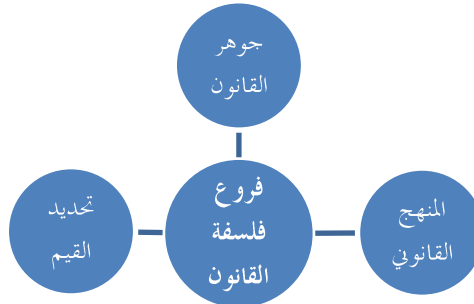 جوهر
القانون
فروع
فلسفة
القانون
المنهج
القانوني
تحديد
القيم